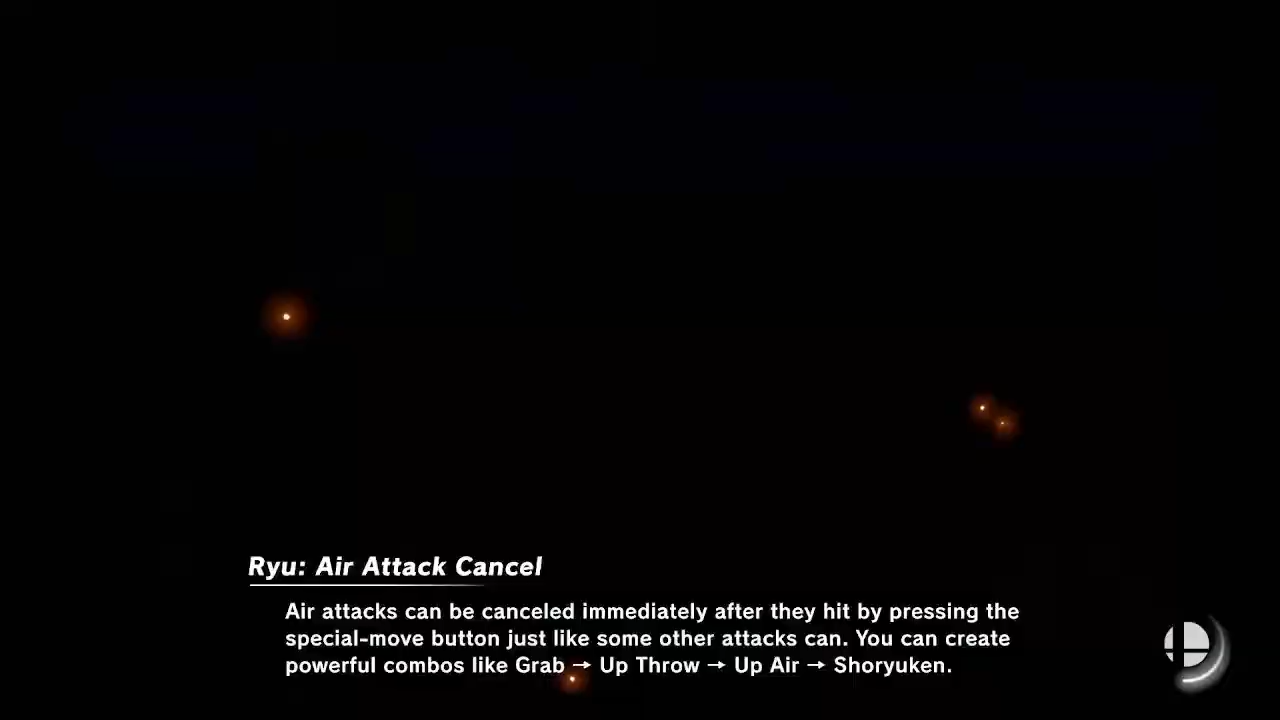 Ryu: Air Attack Cancel
Air attacks can be canceled immediately after they hit by pressing the
special-move button just like some other attacks can. You can create
powerful combos like Grab → Up Throw → Up Air → Shoryuken.